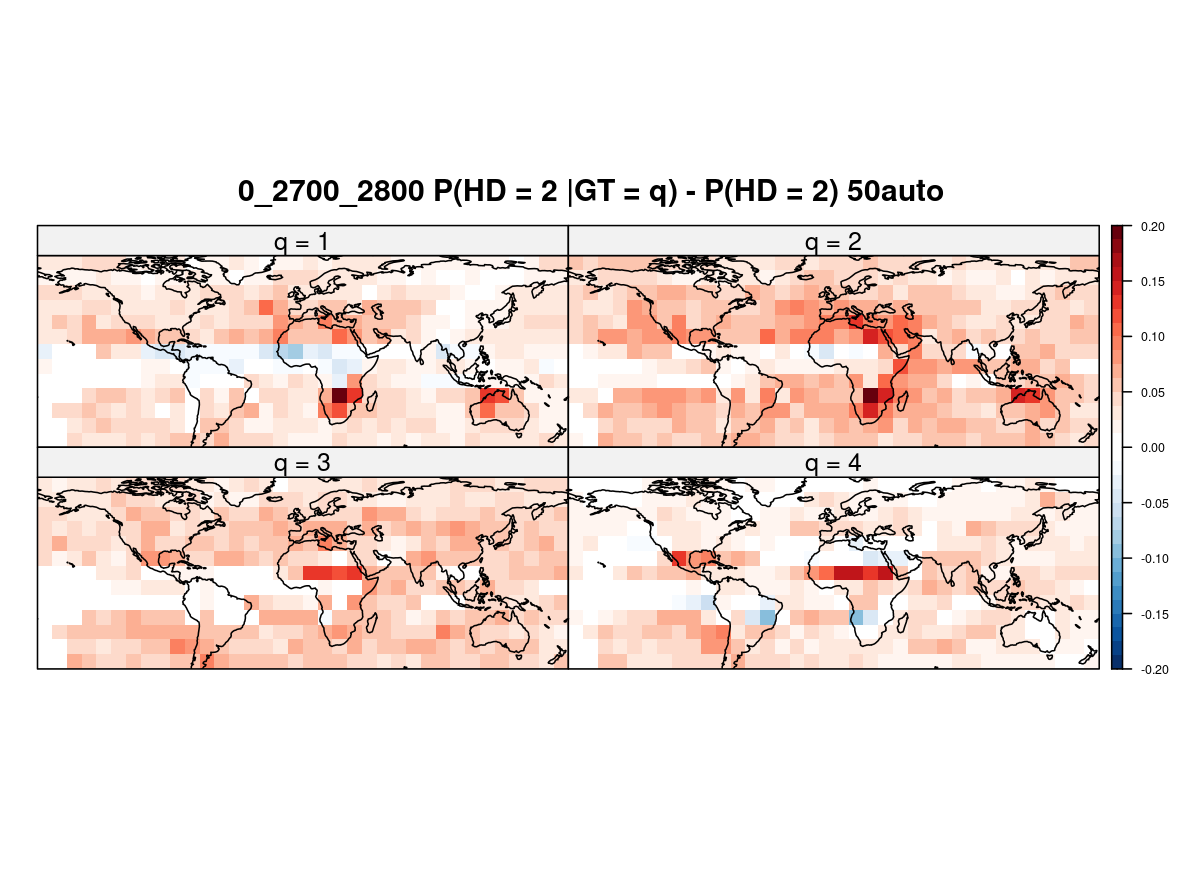 0_2700_2800 P(HD = 2 |GT = q) - P(HD = 2) 50auto
q = 1
q = 2
q = 3
q = 4
0.20
0.15
0.10
0.05
0.00
-0.05
-0.10
-0.15
-0.20